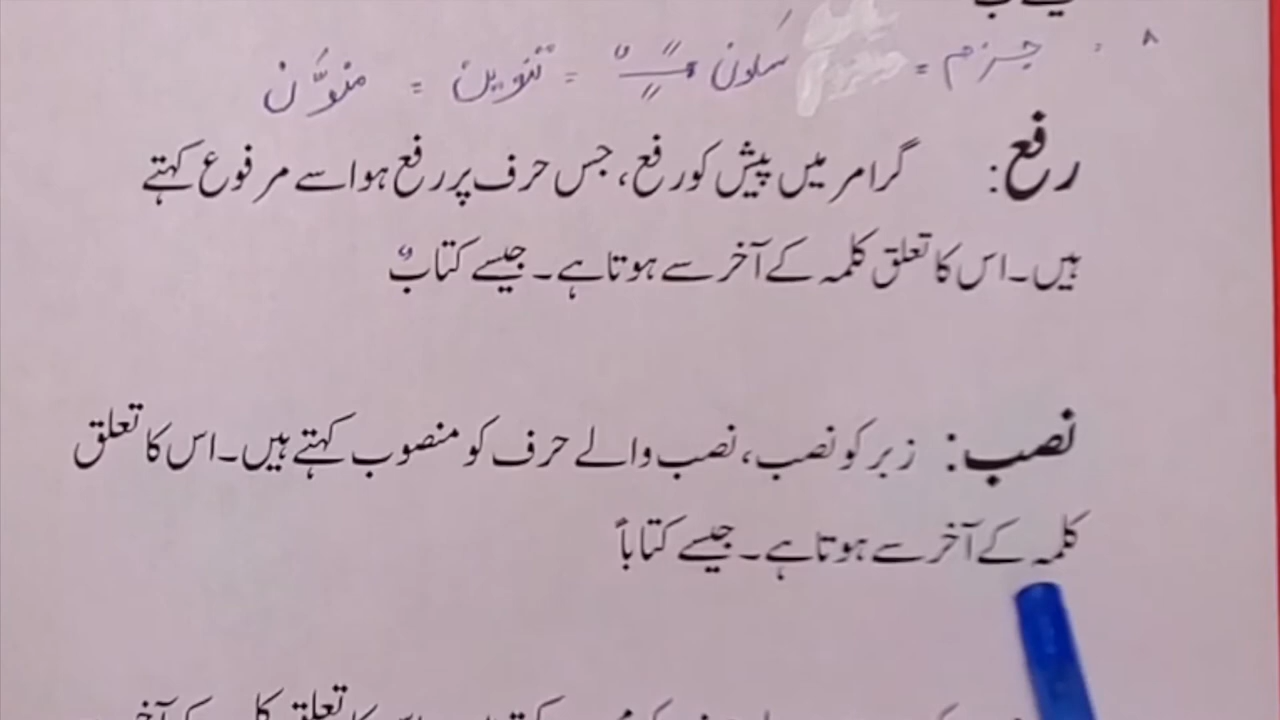 جزم = سکون = تنوین = منوَّن
رفع: گرامر میں پیش کو رفع، جس حرف پر رفع ہو اسے مرفوع کہتے
ہیں۔ اس کا تعلق کلمہ کے آخر سے ہوتا ہے۔ جیسے کتابٌ
نصب: زبر کو نصب، نصب والے حرف کو منصوب کہتے ہیں۔ اس کا تعلق
کلمہ کے آخر سے ہوتا ہے۔ جیسے کتاباً